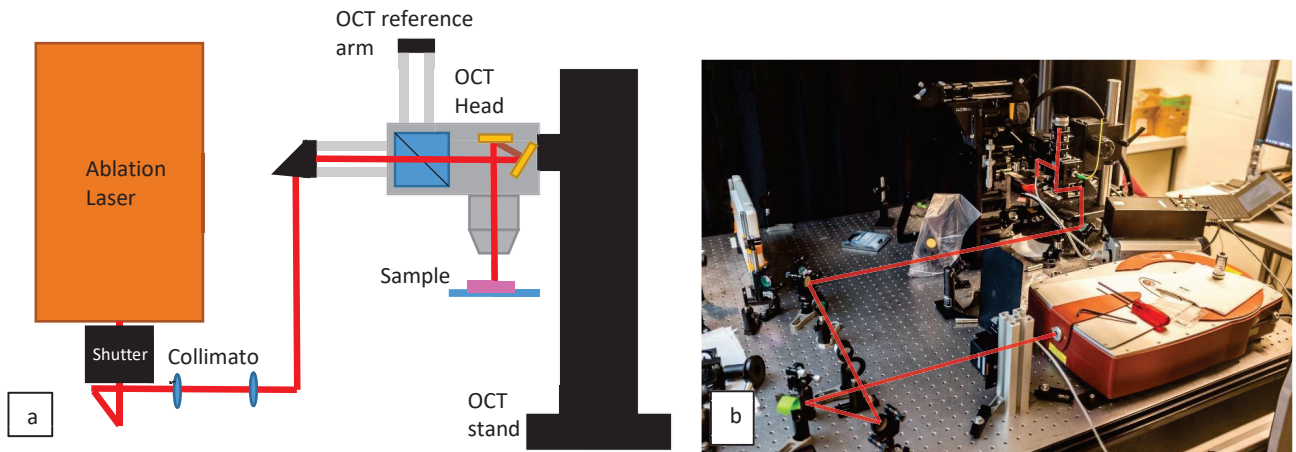 OCT reference
arm
OCT
Head
Ablation
Laser
Sample
Shutter
Collimato
OCT
stand
a
b